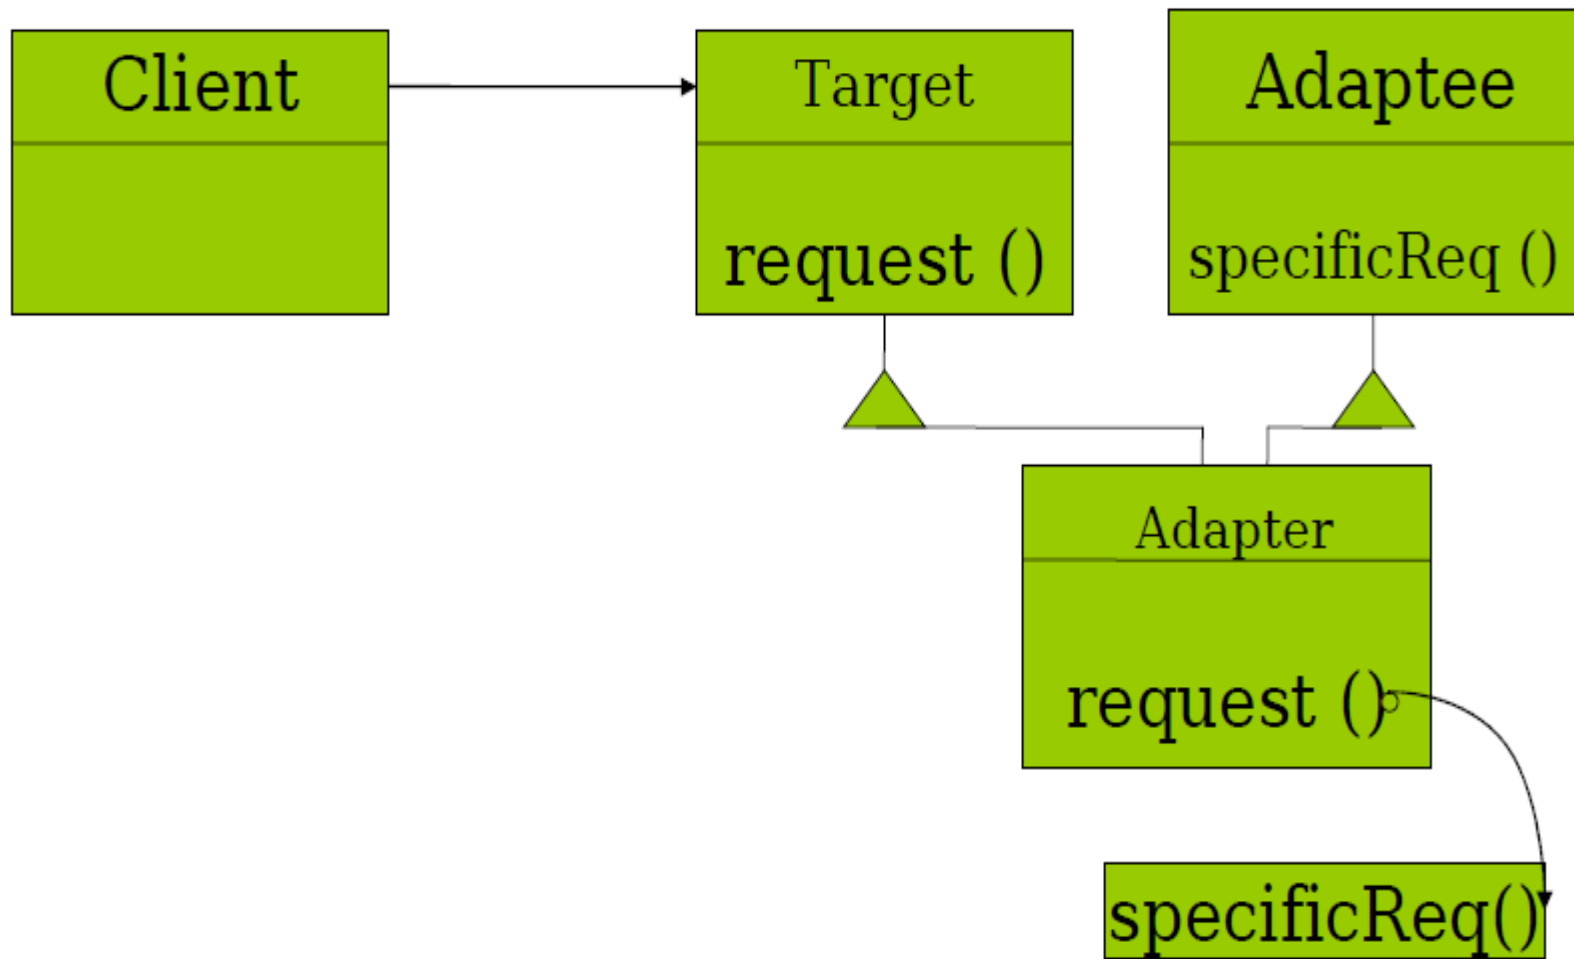 Client
Target
request ()
Adaptee
specificReq ()
Adapter
request ()
specificReq()